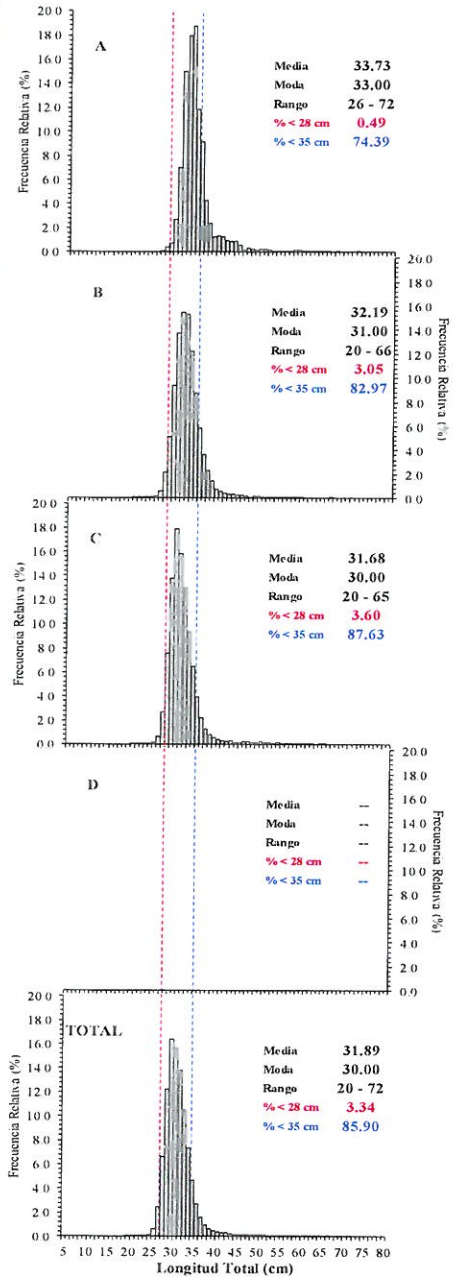 Frecuencia Relativa (%)
20.0
18.0
16.0
14.0
12.0
10.0
8.0
6.0
4.0
2.0
0.0
A
Media 33.73
Moda 33.00
Rango 26 - 72
% < 28 cm 0.49
% < 35 cm 74.39
B
Media 32.19
Moda 31.00
Rango 20 - 66
% < 28 cm 3.05
% < 35 cm 82.97
20.0
18.0
16.0
14.0
12.0
10.0
8.0
6.0
4.0
2.0
0.0
Frecuencia Relativa (%)
Frecuencia Relativa (%)
20.0
18.0
16.0
14.0
12.0
10.0
8.0
6.0
4.0
2.0
0.0
C
Media 31.68
Moda 30.00
Rango 20 - 65
% < 28 cm 3.60
% < 35 cm 87.63
D
Media --
Moda --
Rango --
% < 28 cm --
% < 35 cm --
20.0
18.0
16.0
14.0
12.0
10.0
8.0
6.0
4.0
2.0
0.0
Frecuencia Relativa (%)
Frecuencia Relativa (%)
20.0
18.0
16.0
14.0
12.0
10.0
8.0
6.0
4.0
2.0
0.0
TOTAL
Media 31.89
Moda 30.00
Rango 20 - 72
% < 28 cm 3.34
% < 35 cm 85.90
5 10 15 20 25 30 35 40 45 50 55 60 65 70 75 80
Longitud Total (cm)